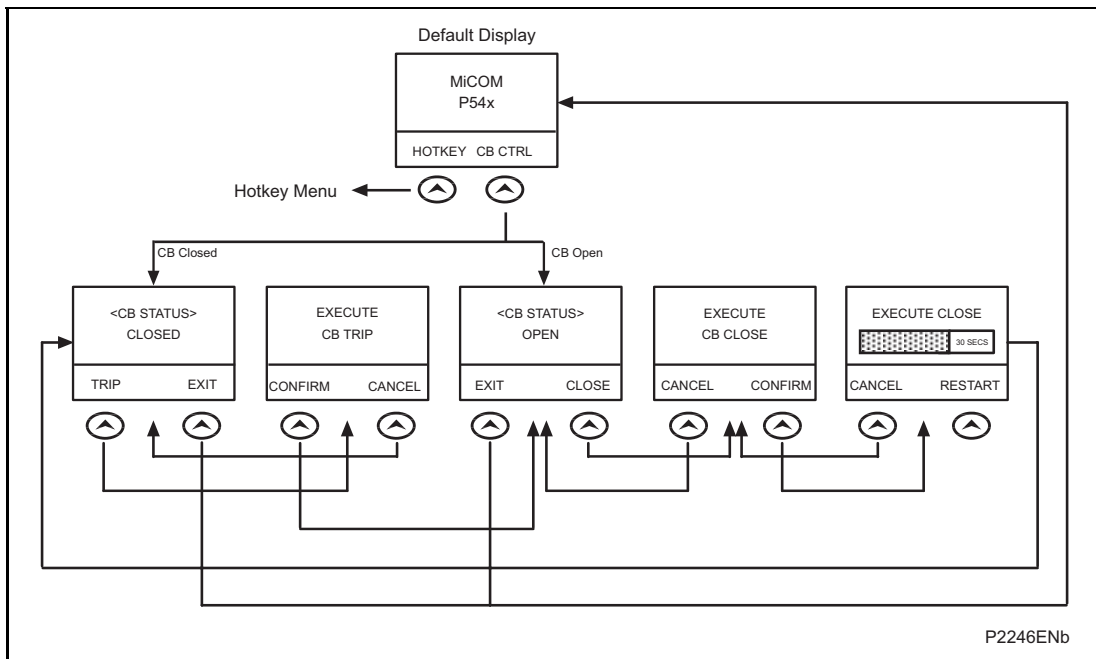 Default Display
MiCOM
P54x
HOTKEY CB CTRL
Hotkey Menu
CB Closed
CB Open
<CB STATUS>
CLOSED
TRIP EXIT
EXECUTE
CB TRIP
CONFIRM CANCEL
<CB STATUS>
OPEN
EXIT CLOSE
EXECUTE
CB CLOSE
CANCEL CONFIRM
EXECUTE CLOSE
30 SECS
CANCEL RESTART
P2246ENb